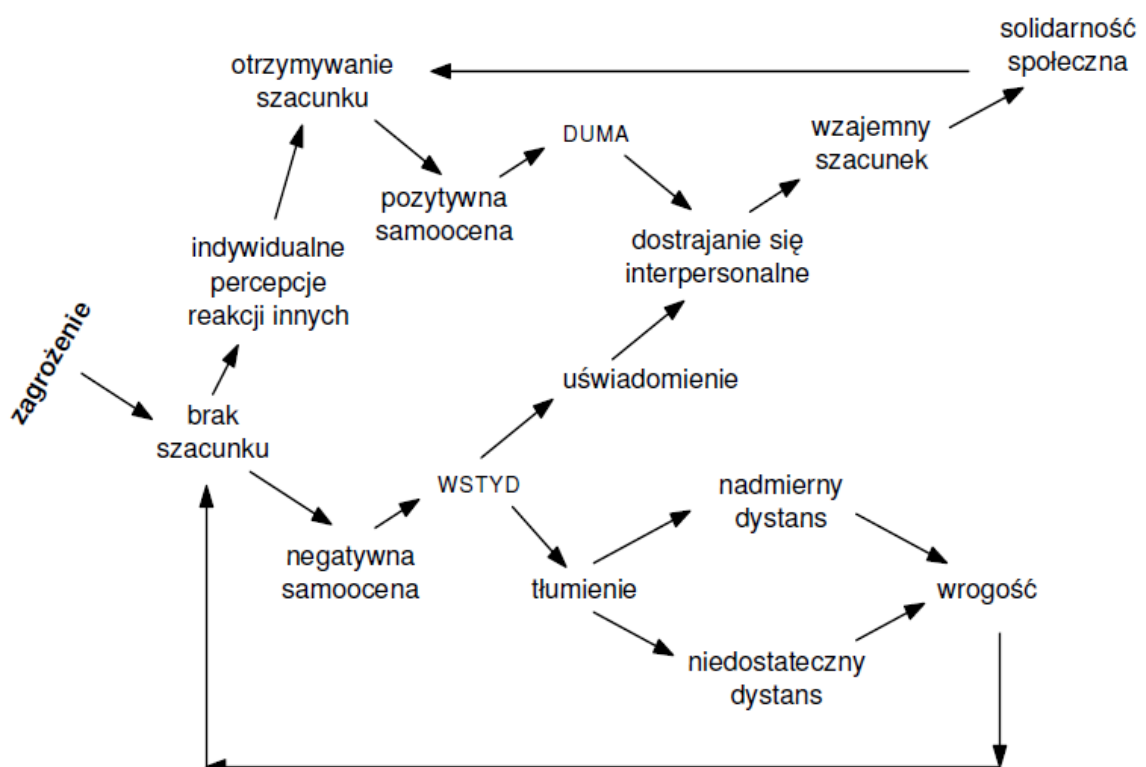 solidarność
społeczna
otrzymywanie
szacunku
DUMA
wzajemny
szacunek
pozytywna
samoocena
dostrajanie się
interpersonalne
indywidualne
percepcje
reakcji innych
zagrożenie
uświadomienie
brak
szacunku
WSTYD
nadmierny
dystans
negatywna
samoocena
tłumienie
wrogość
niedostateczny
dystans